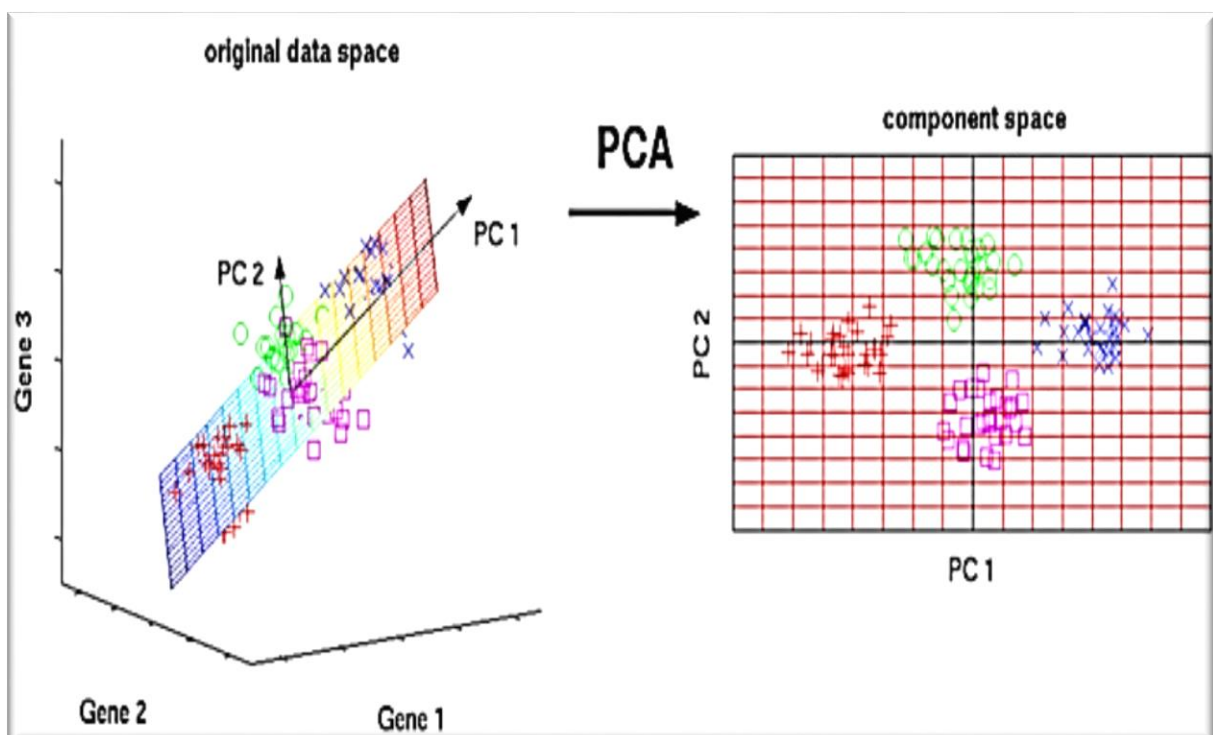 original data space
PCA
component space
PC 1
PC 2
Gene 3
PC 2
Gene 2
Gene 1
PC 1